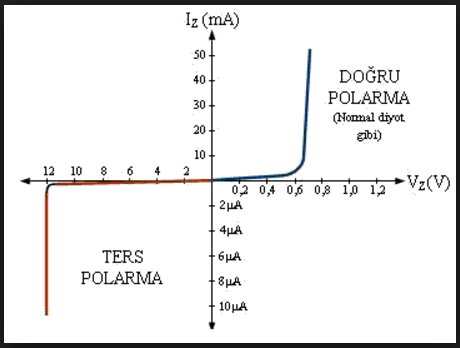 I_Z (mA)
50
40
30
20
10
DOĞRU
POLARMA
(Normal diyot
gibi)
12 10 8 6 4 2
0,2 0,4 0,6 0,8 1,0 1,2
V_Z (V)
2µA
4µA
6µA
8µA
10µA
TERS
POLARMA